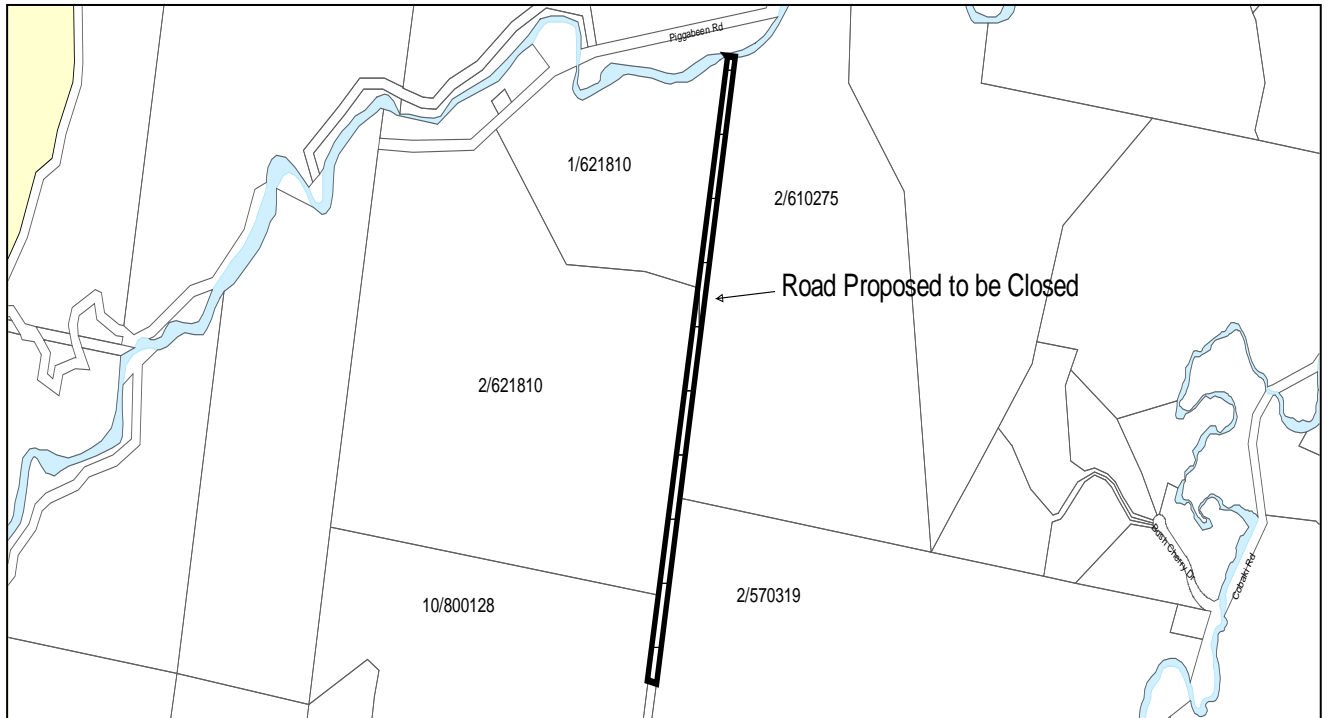 Piggabeen Rd
1/621810
2/610275
Road Proposed to be Closed
2/621810
Bush Cherry Dr
Cobaki Rd
10/800128
2/570319